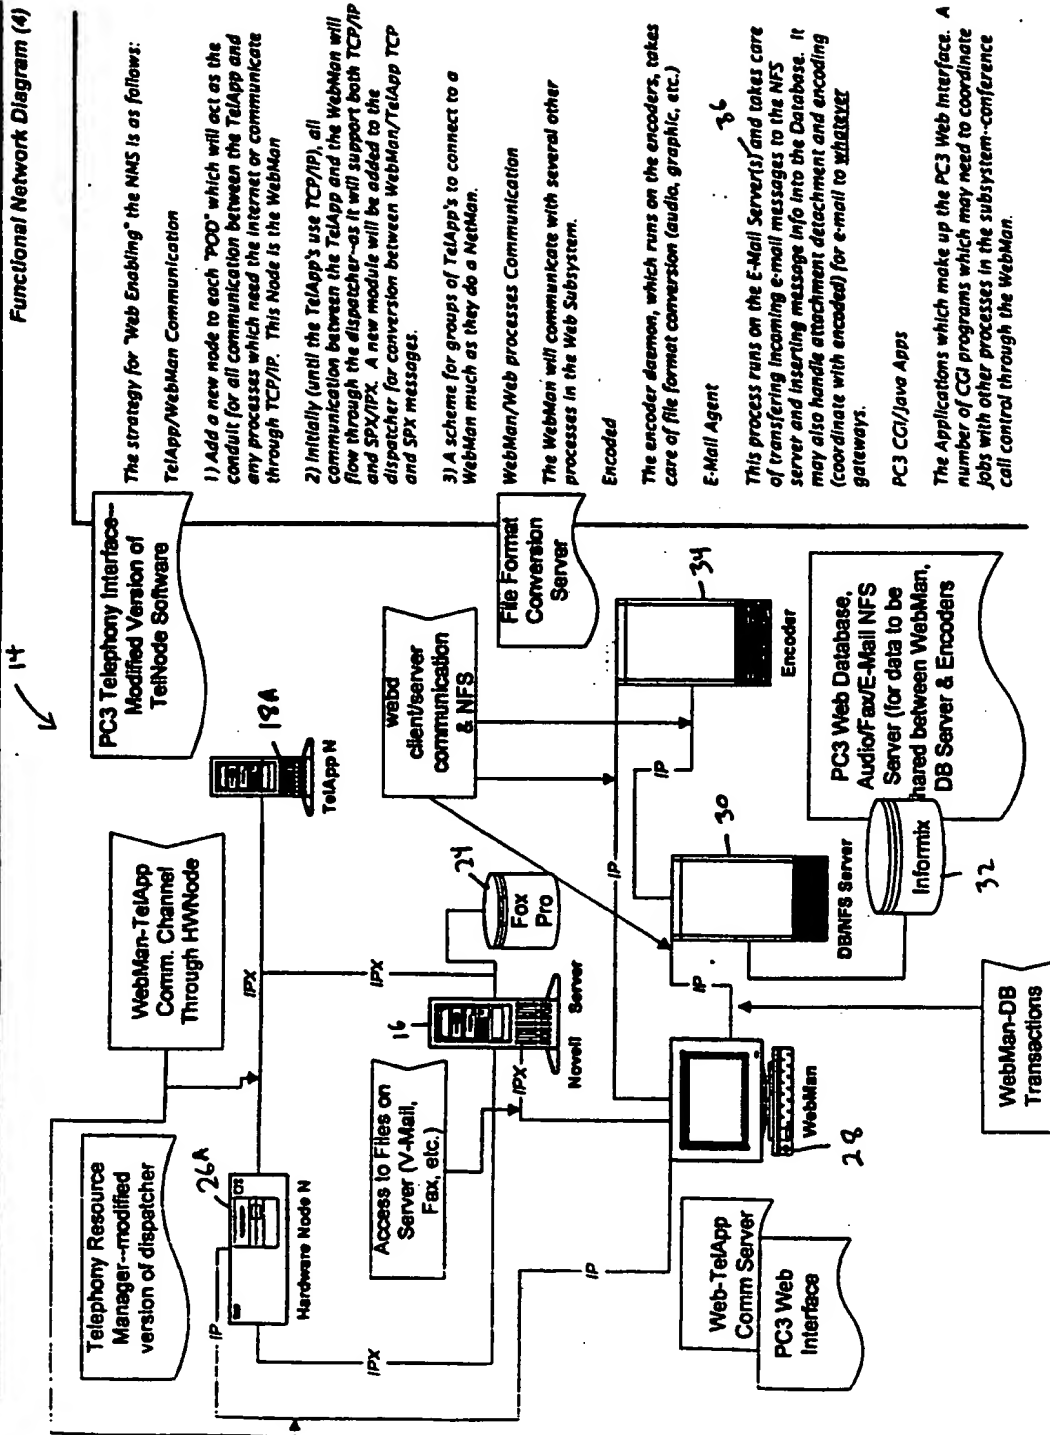 Functional Network Diagram (4)
14
The strategy for "Web Enabling" the NMS is as follows:
TelApp/WebMan Communication
1) Add a new node to each "POD" which will act as the
conduit for all communication between the TelApp and
any processes which need the internet or communicate
through TCP/IP. This Node is the WebMan
2) Initially (until the TelApp's use TCP/IP), all
communication between the TelApp and the WebMan will
flow through the dispatcher--as it will support both TCP/IP
and SPX/IPX. A new module will be added to the
dispatcher for conversion between WebMan/TelApp TCP
and SPX messages.
3) A scheme for groups of TelApp's to connect to a
WebMan much as they do a NetMan.
WebMan/Web processes Communication
The WebMan will communicate with several other
processes in the Web Subsystem.
Encoded
The encoder daemon, which runs on the encoders, takes
care of file format conversion (audio, graphic, etc.)
E-Mail Agent
36
This process runs on the E-Mail Server(s) and takes care
of transfering incoming e-mail messages to the NFS
server and inserting message info into the Database. It
may also handle attachment detachment and encoding
(coordinate with encoded) for e-mail to whatever
gateways.
PC3 CGI/Java Apps
The Applications which make up the PC3 Web Interface. A
number of CGI programs which may need to coordinate
jobs with other processes in the subsystem--conference
call control through the WebMan.
Telephony Resource
Manager--modified
version of dispatcher
WebMan-TelApp
Comm. Channel
Through HWNode
PC3 Telephony Interface--
Modified Version of
TelNode Software
26A
Hardware Node N
IP
IPX
IPX
IPX
18A
TelApp N
Access to Files on
Server (V-Mail,
Fax, etc.)
16
Novell Server
IPX
24
Fox
Pro
webd
client/server
communication
& NFS
File Format
Conversion
Server
IP
IP
IP
IP
Web-TelApp
Comm Server
PC3 Web
Interface
WebMan
28
30
DB/NFS Server
34
Encoder
Informix
32
WebMan-DB
Transactions
PC3 Web Database,
Audio/Fax/E-Mail NFS
Server (for data to be
shared between WebMan,
DB Server & Encoders